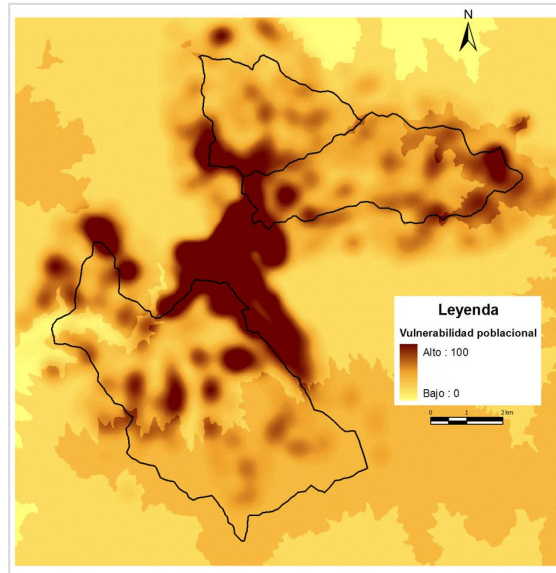 N
Leyenda
Vulnerabilidad poblacional
Alto : 100
Bajo : 0
0 1 2 km